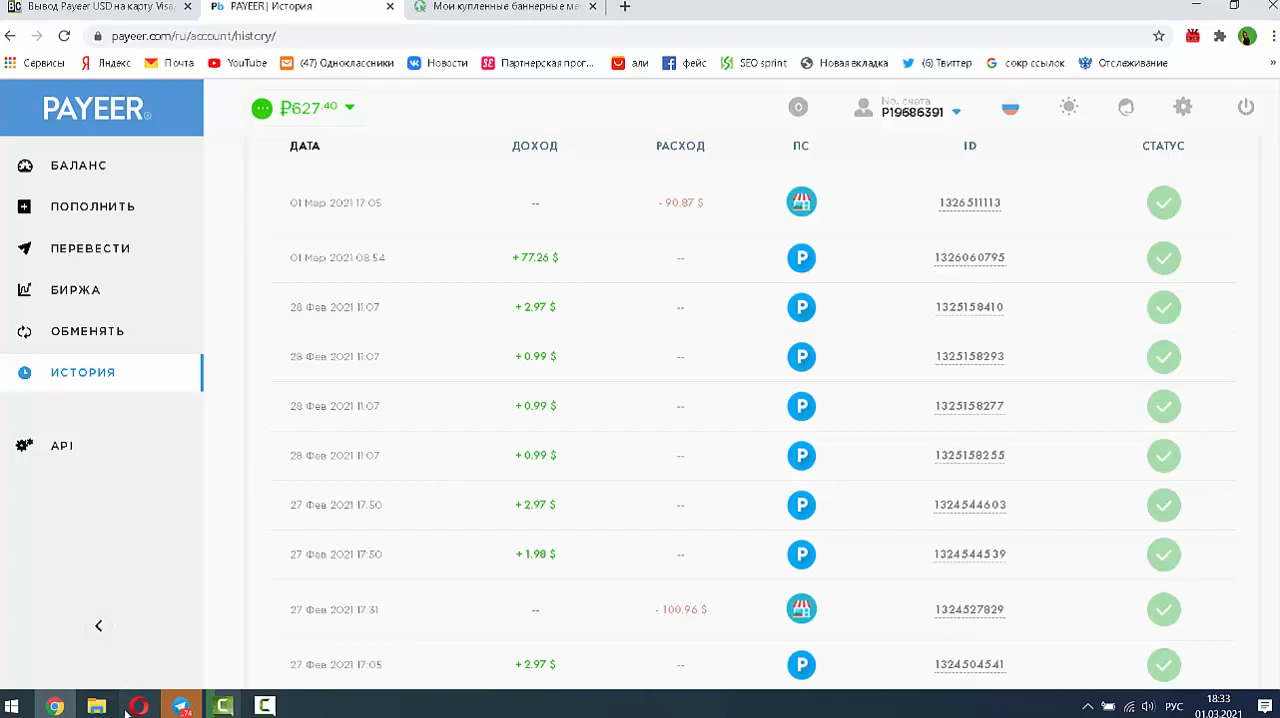 Вывод Payeer USD на карту Visa,
PAYEER | История
Мои купленные баннерные ме
payeer.com/ru/account/history/
Сервисы
Яндекс
Почта
YouTube
(47) Одноклассники
Новости
Партнерская прог...
али
фейс
SEO sprint
Новая вкладка
(6) Твиттер
сокр ссылок
Отслеживание
»
PAYEER
₽627.40
0
No. счета
P19686391
БАЛАНС
ПОПОЛНИТЬ
ПЕРЕВЕСТИ
БИРЖА
ОБМЕНЯТЬ
ИСТОРИЯ
API
ДАТА ДОХОД РАСХОД ПС ID СТАТУС
01 Мар 2021 17:05 -- - 90.87 $ 1326511113
01 Мар 2021 08:54 + 77.26 $ -- P 1326060795
28 Фев 2021 11:07 + 2.97 $ -- P 1325158410
28 Фев 2021 11:07 + 0.99 $ -- P 1325158293
28 Фев 2021 11:07 + 0.99 $ -- P 1325158277
28 Фев 2021 11:07 + 0.99 $ -- P 1325158255
27 Фев 2021 17:50 + 2.97 $ -- P 1324544603
27 Фев 2021 17:50 + 1.98 $ -- P 1324544539
27 Фев 2021 17:31 -- - 100.96 $ 1324527829
27 Фев 2021 17:05 + 2.97 $ -- P 1324504541
74
РУС
18:33
01.03.2021